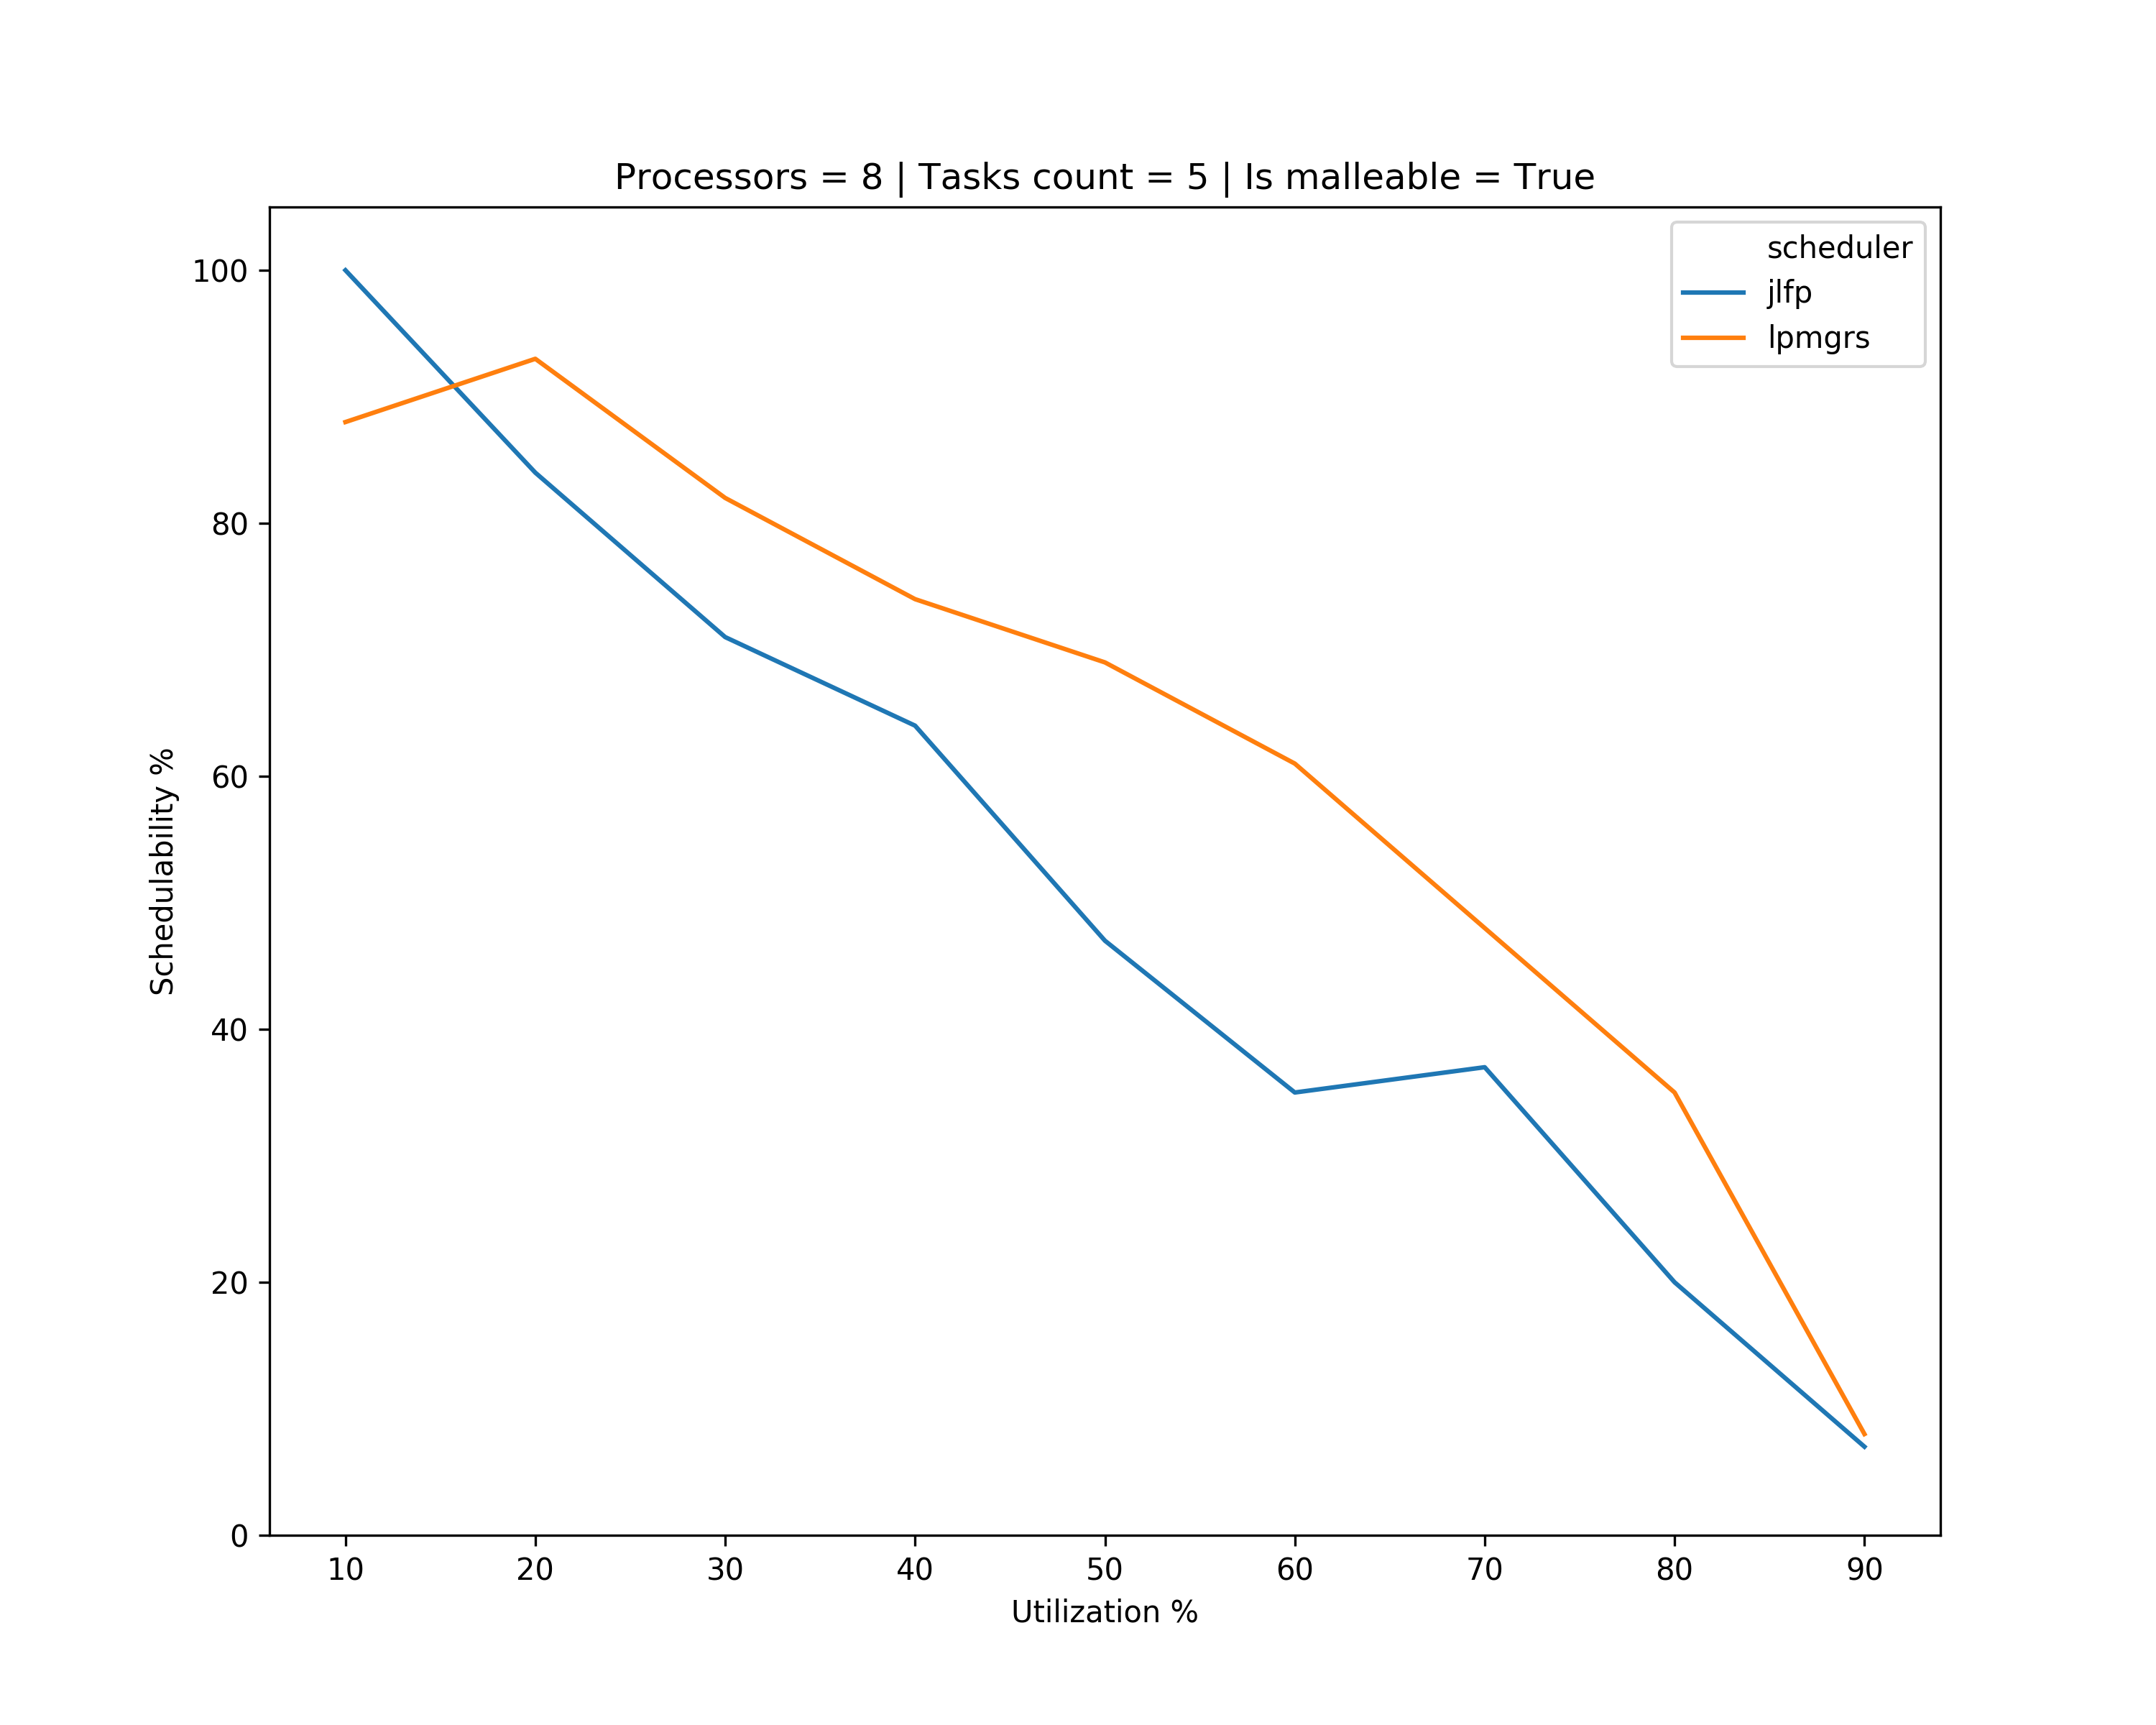 Processors = 8 | Tasks count = 5 | Is malleable = True
scheduler
jlfp
lpmgrs
Schedulability %
100
80
60
40
20
0
10 20 30 40 50 60 70 80 90
Utilization %